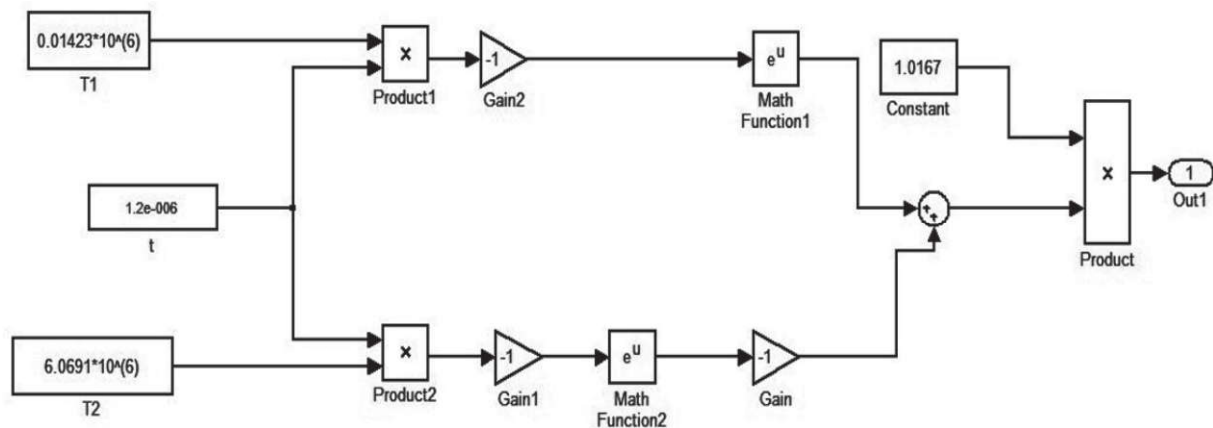 0.01423*10^(6)
T1
×
Product1
-1
Gain2
e^u
Math
Function1
1.0167
Constant
1.2e-006
t
+
+
×
Product
1
Out1
6.0691*10^(6)
T2
×
Product2
-1
Gain1
e^u
Math
Function2
-1
Gain